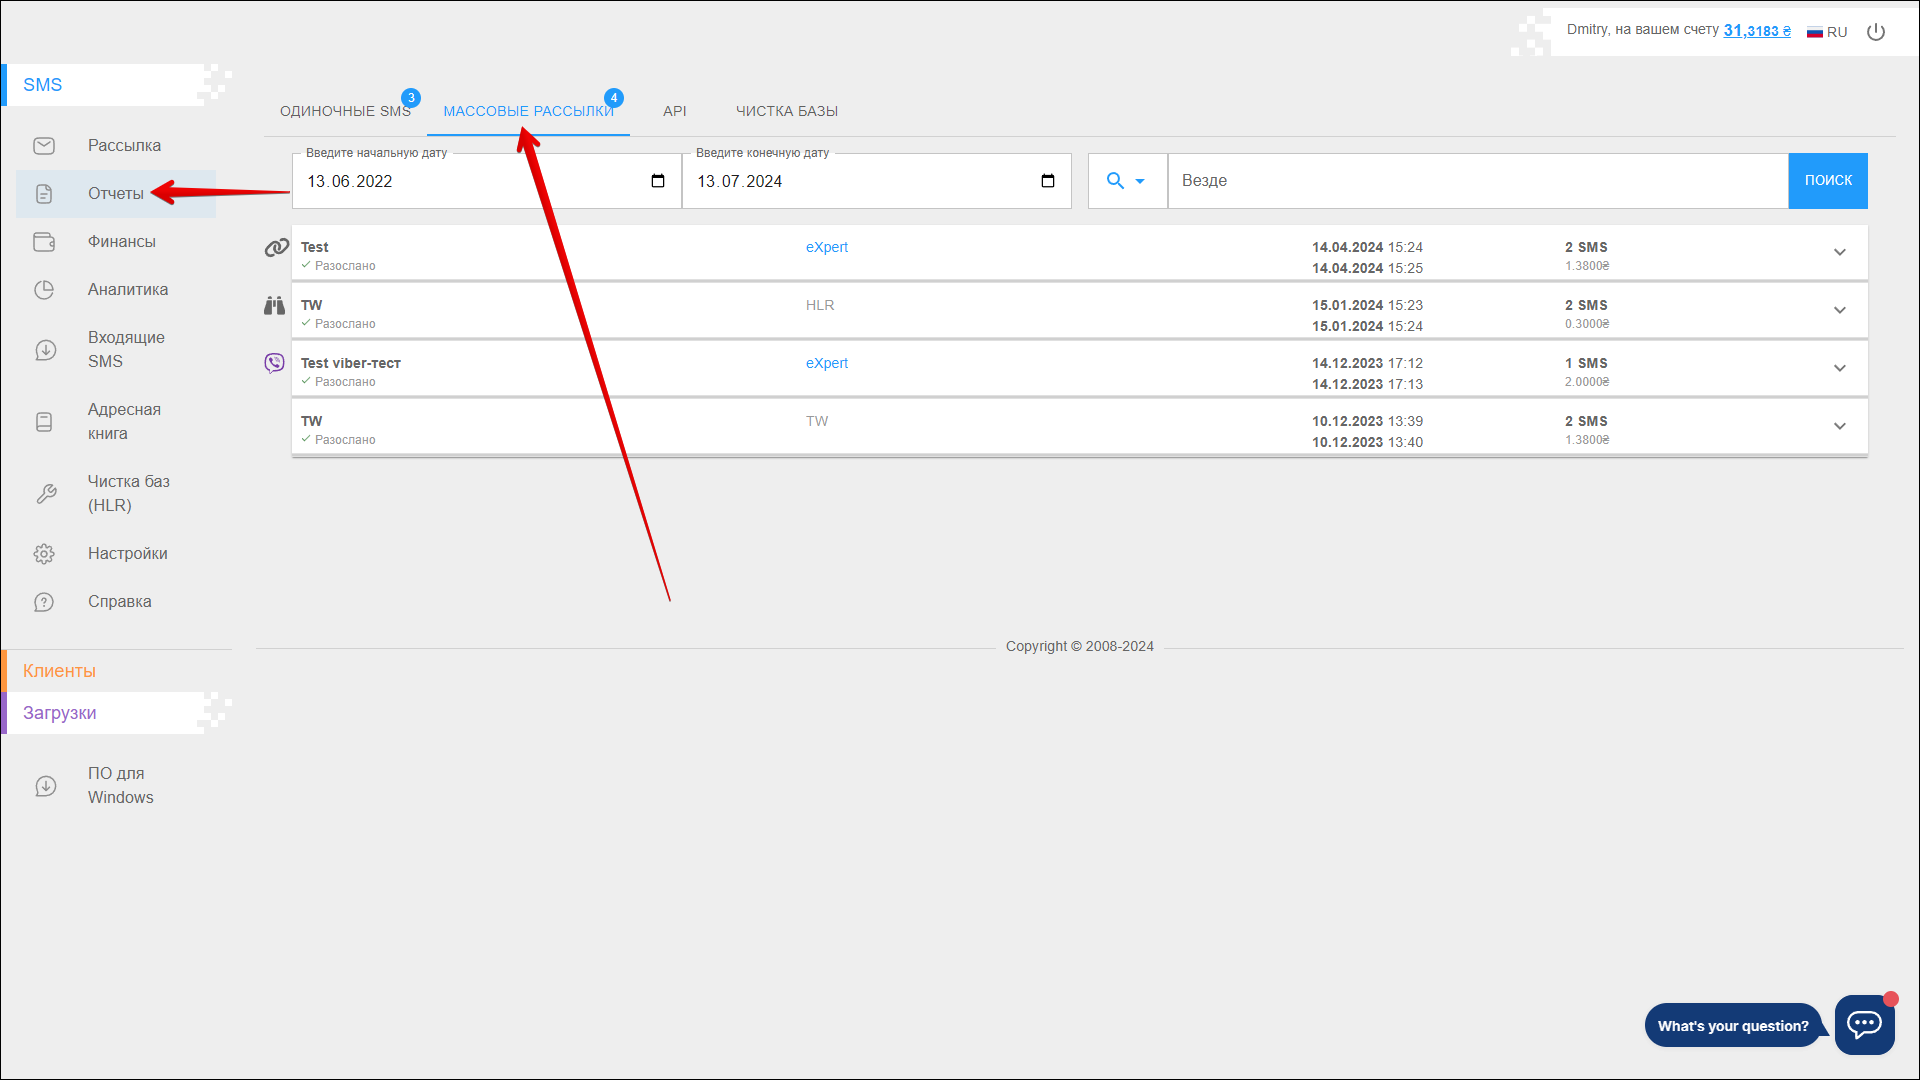 Dmitry, на вашем счету 31,3183 ₴ RU
SMS
Рассылка
Отчеты
Финансы
Аналитика
Входящие
SMS
Адресная
книга
Чистка баз
(HLR)
Настройки
Справка
Клиенты
Загрузки
ПО для
Windows
ОДИНОЧНЫЕ SMS 3 МАССОВЫЕ РАССЫЛКИ 4 API ЧИСТКА БАЗЫ
Введите начальную дату Введите конечную дату
13.06.2022 13.07.2024 Везде ПОИСК
Test eXpert 14.04.2024 15:24 2 SMS
Разослано 14.04.2024 15:25 1.3800₴
TW HLR 15.01.2024 15:23 2 SMS
Разослано 15.01.2024 15:24 0.3000₴
Test viber-тест eXpert 14.12.2023 17:12 1 SMS
Разослано 14.12.2023 17:13 2.0000₴
TW TW 10.12.2023 13:39 2 SMS
Разослано 10.12.2023 13:40 1.3800₴
Copyright © 2008-2024
What's your question?